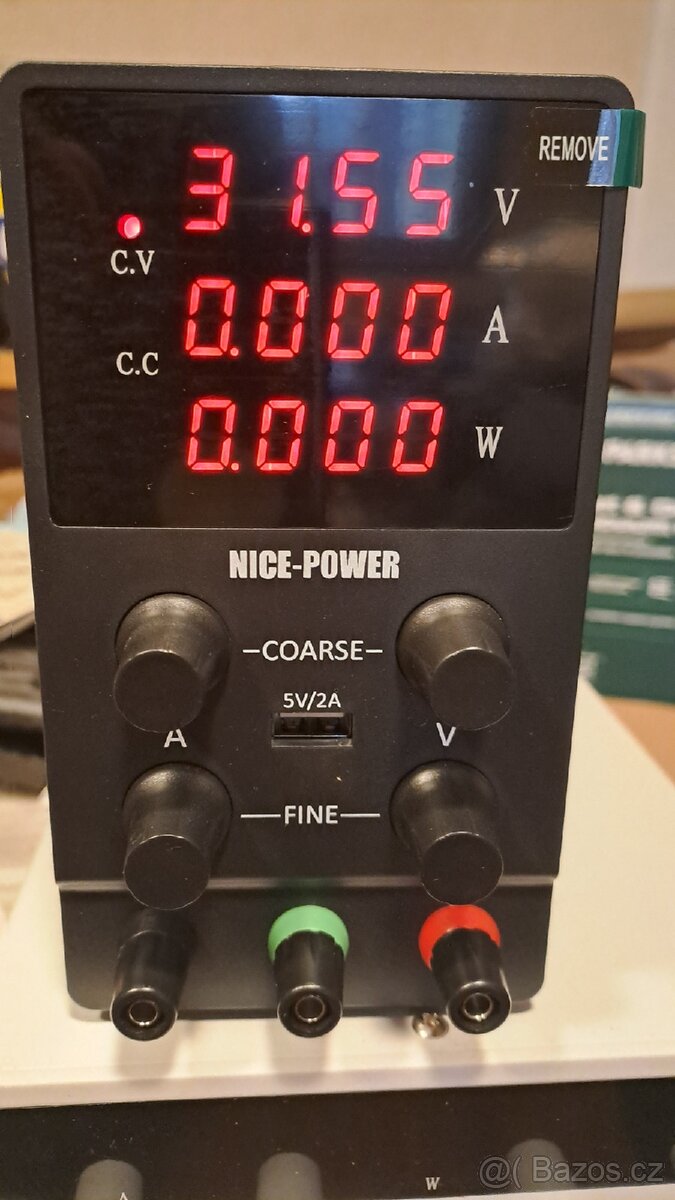 REMOVE
31.55 V
C.V
0.000 A
C.C
0.000 W
NICE-POWER
COARSE
5V/2A
A V
FINE
W
@( Bazos.cz